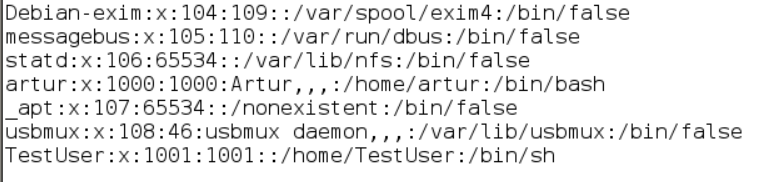 Debian-exim:x:104:109::/var/spool/exim4:/bin/false
messagebus:x:105:110::/var/run/dbus:/bin/false
statd:x:106:65534::/var/lib/nfs:/bin/false
artur:x:1000:1000:Artur,,,:/home/artur:/bin/bash
_apt:x:107:65534::/nonexistent:/bin/false
usbmux:x:108:46:usbmux daemon,,,:/var/lib/usbmux:/bin/false
TestUser:x:1001:1001::/home/TestUser:/bin/sh